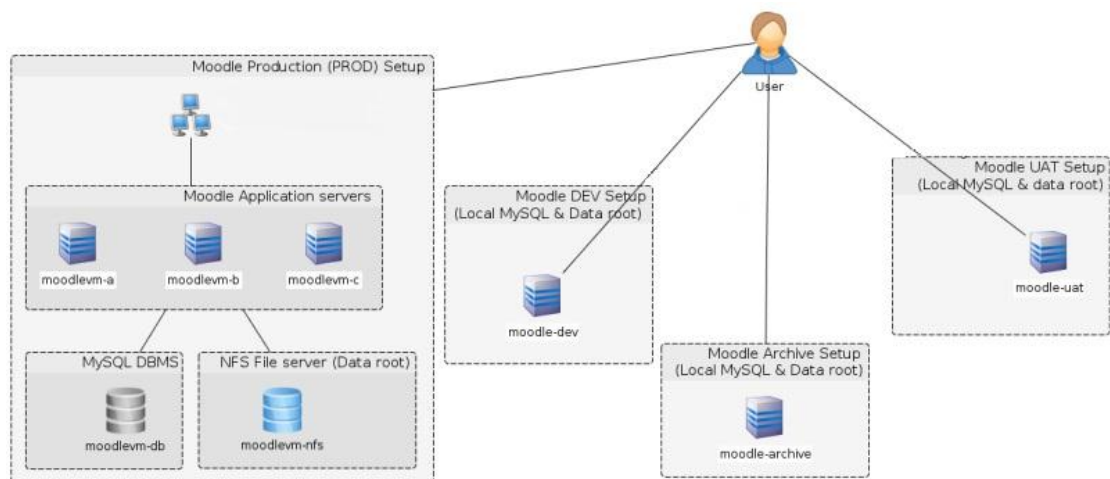 Moodle Production (PROD) Setup
User
Moodle Application servers
moodlevm-a
moodlevm-b
moodlevm-c
MySQL DBMS
moodlevm-db
NFS File server (Data root)
moodlevm-nfs
Moodle DEV Setup
(Local MySQL & Data root)
moodle-dev
Moodle Archive Setup
(Local MySQL & Data root)
moodle-archive
Moodle UAT Setup
(Local MySQL & data root)
moodle-uat